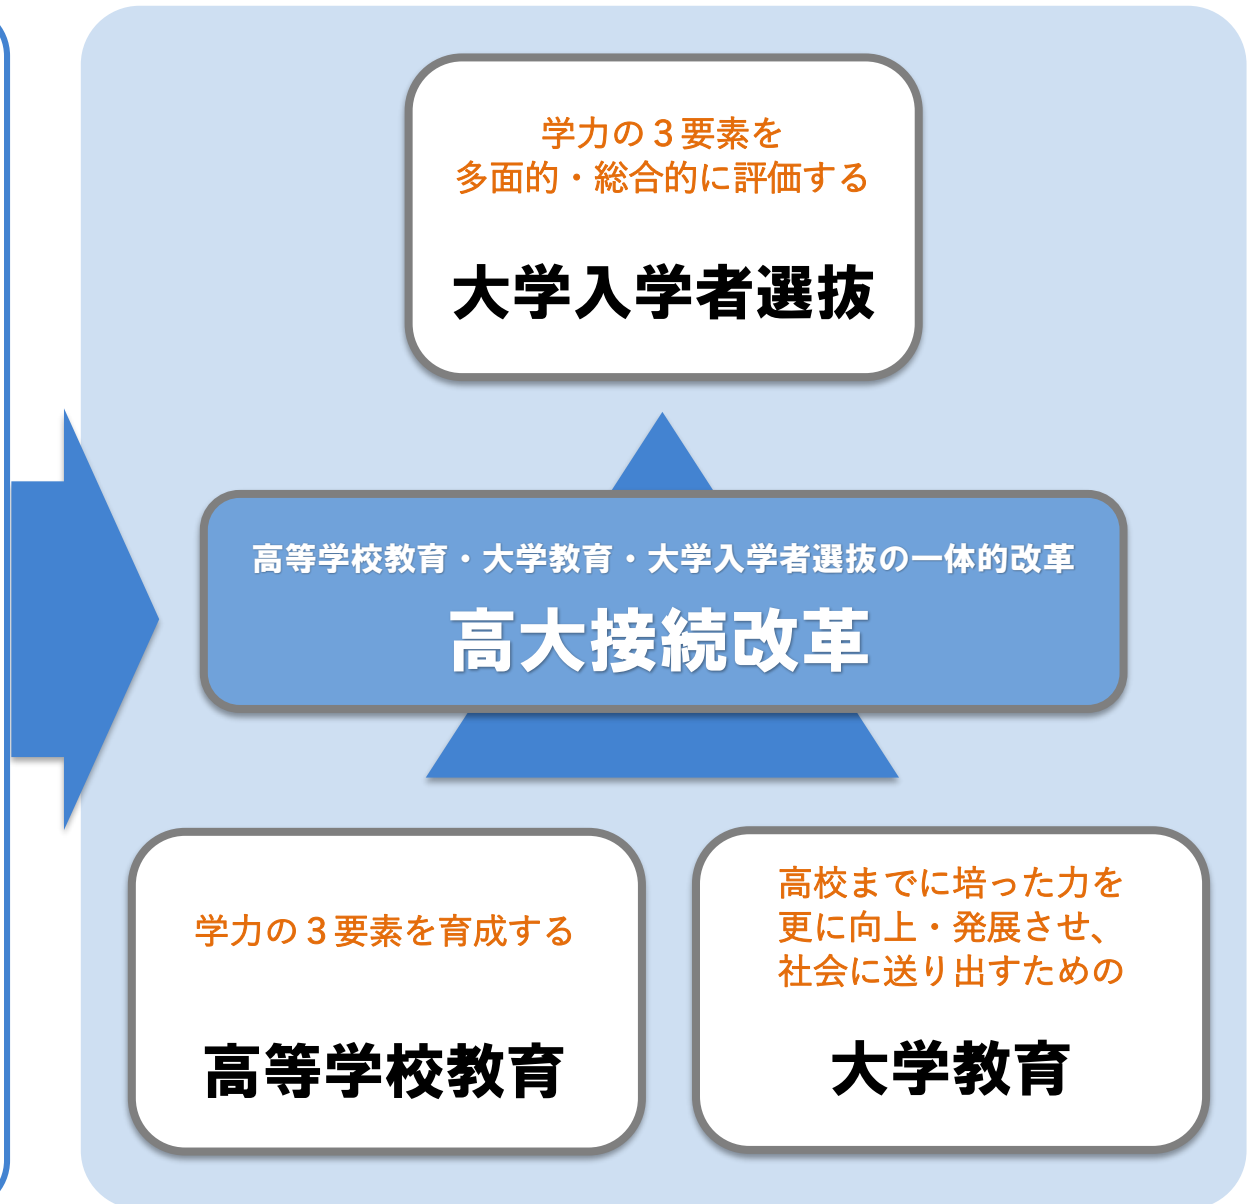 学力の３要素を
多面的・総合的に評価する
大学入学者選抜
高等学校教育・大学教育・大学入学者選抜の一体的改革
高大接続改革
学力の３要素を育成する
高等学校教育
高校までに培った力を
更に向上・発展させ、
社会に送り出すための
大学教育